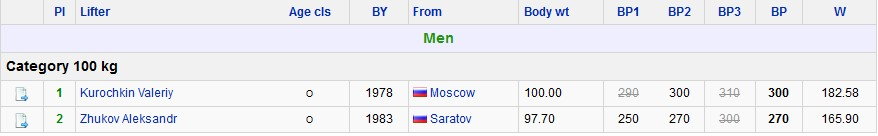 Pl Lifter Age cls BY From Body wt BP1 BP2 BP3 BP W
Men
Category 100 kg
1 Kurochkin Valeriy o 1978 Moscow 100.00 290 300 310 300 182.58
2 Zhukov Aleksandr o 1983 Saratov 97.70 250 270 300 270 165.90